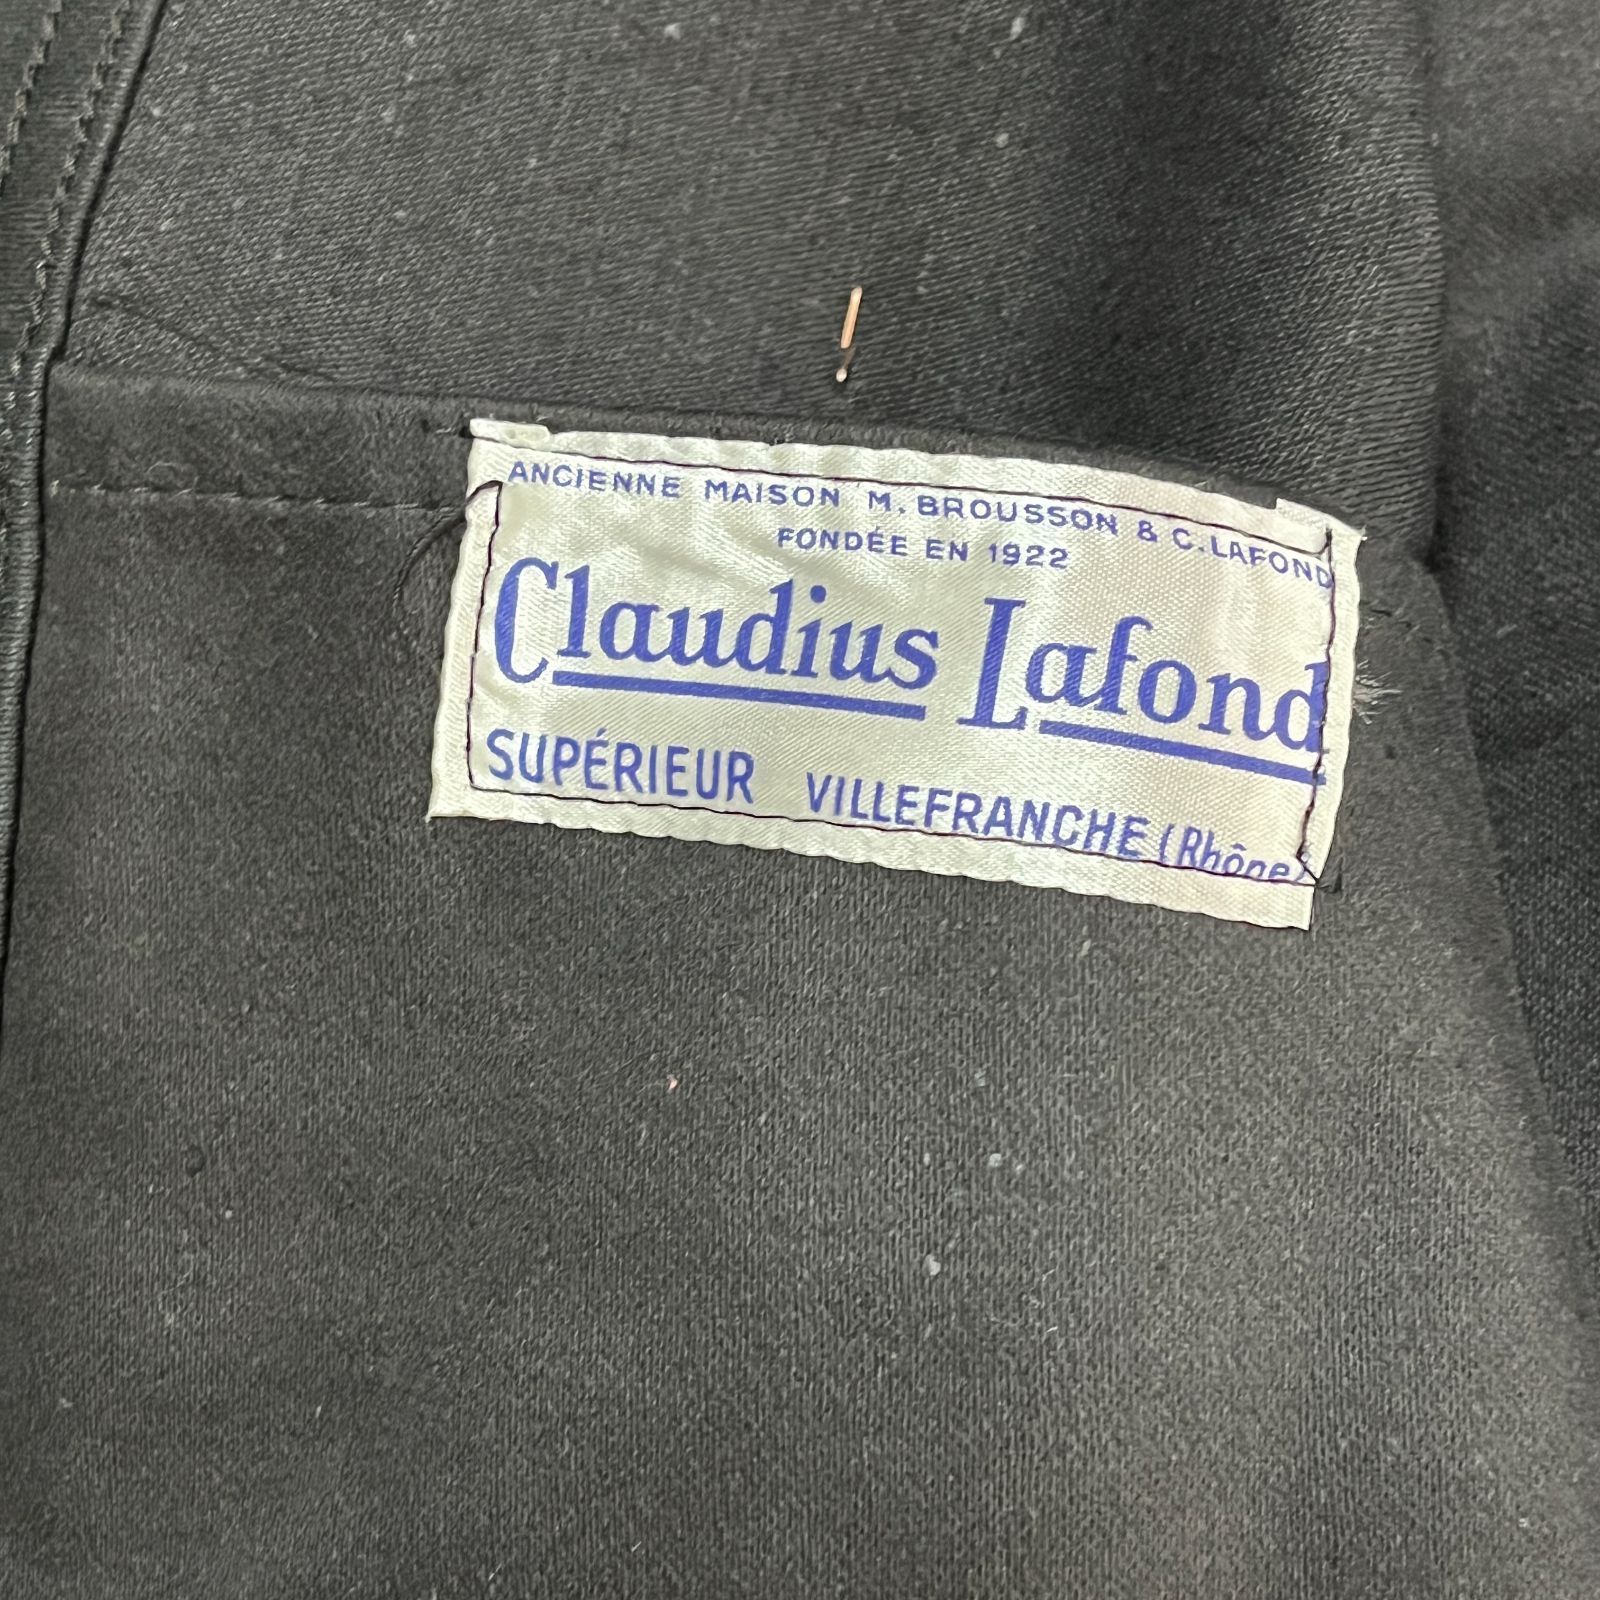 ANCIENNE MAISON M. BROUSSON & C. LAFOND
FONDÉE EN 1922
Claudius Lafond
SUPÉRIEUR VILLEFRANCHE (Rhône)